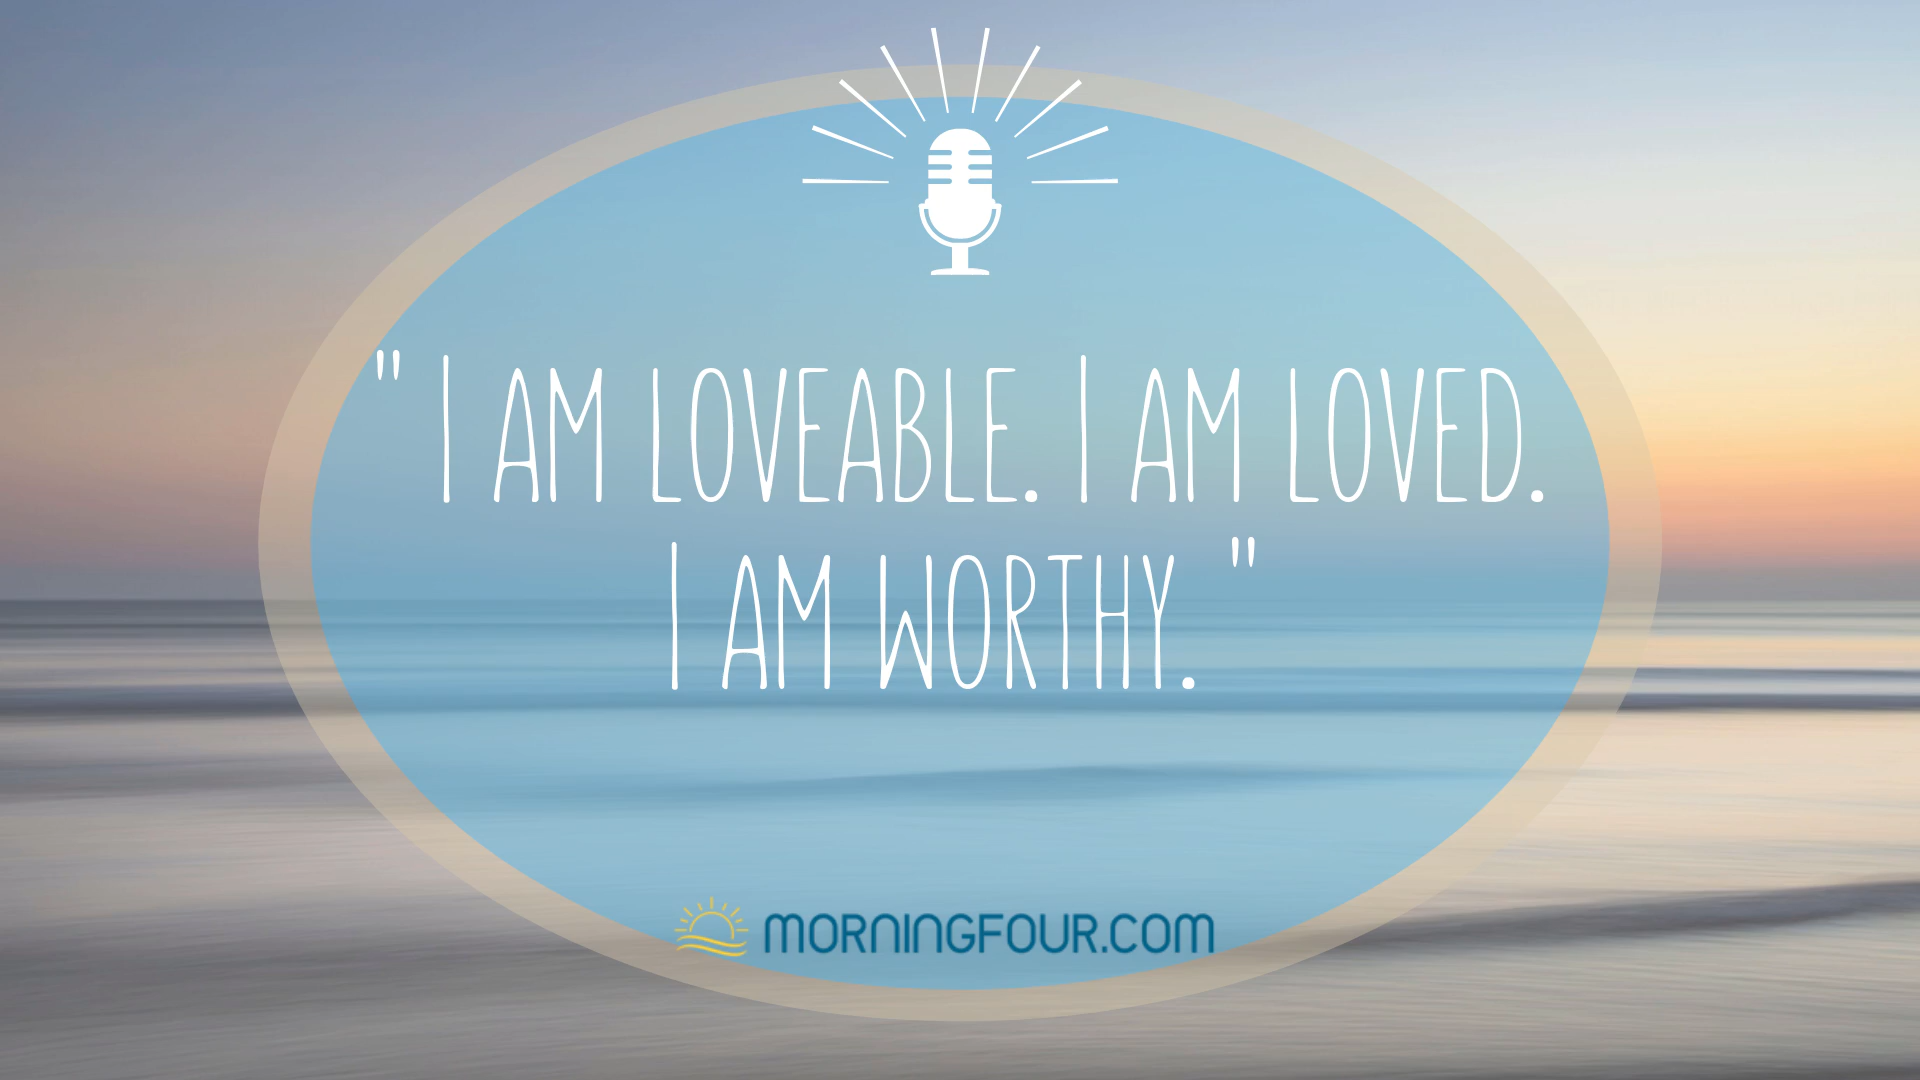 " I AM LOVEABLE. I AM LOVED.
I AM WORTHY. "
MORNINGFOUR.COM